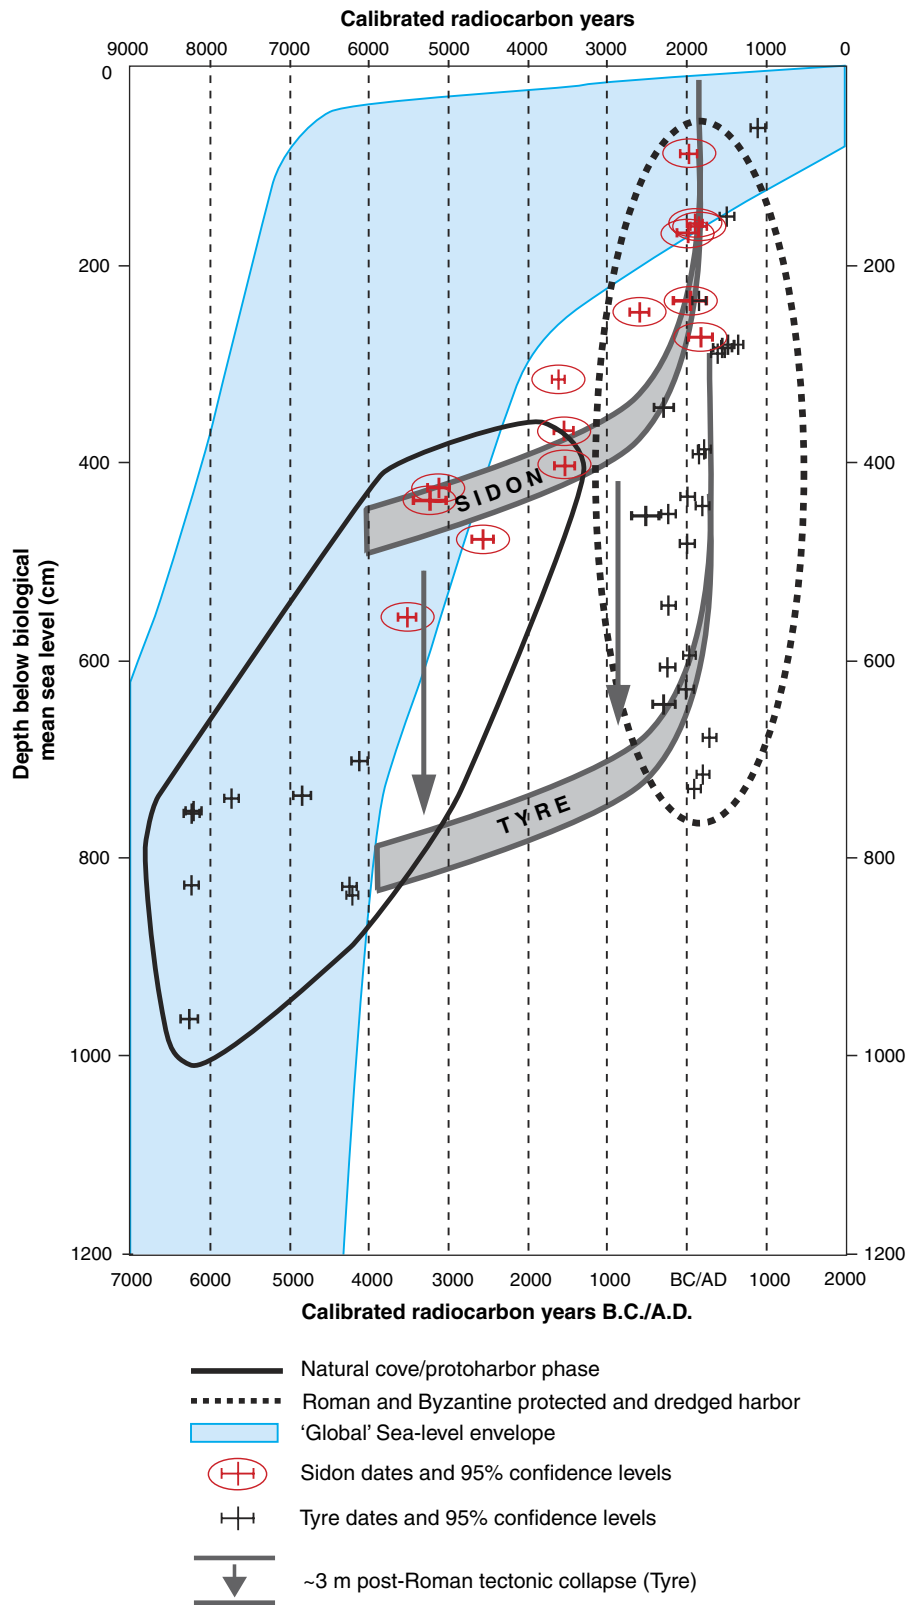 Calibrated radiocarbon years
9000 8000 7000 6000 5000 4000 3000 2000 1000 0
0
200 200
400 400
600 600
800 800
1000 1000
1200 1200
Depth below biological
mean sea level (cm)
SIDON
TYRE
7000 6000 5000 4000 3000 2000 1000 BC/AD 1000 2000
Calibrated radiocarbon years B.C./A.D.
Natural cove/protoharbor phase
Roman and Byzantine protected and dredged harbor
‘Global’ Sea-level envelope
Sidon dates and 95% confidence levels
Tyre dates and 95% confidence levels
~3 m post-Roman tectonic collapse (Tyre)